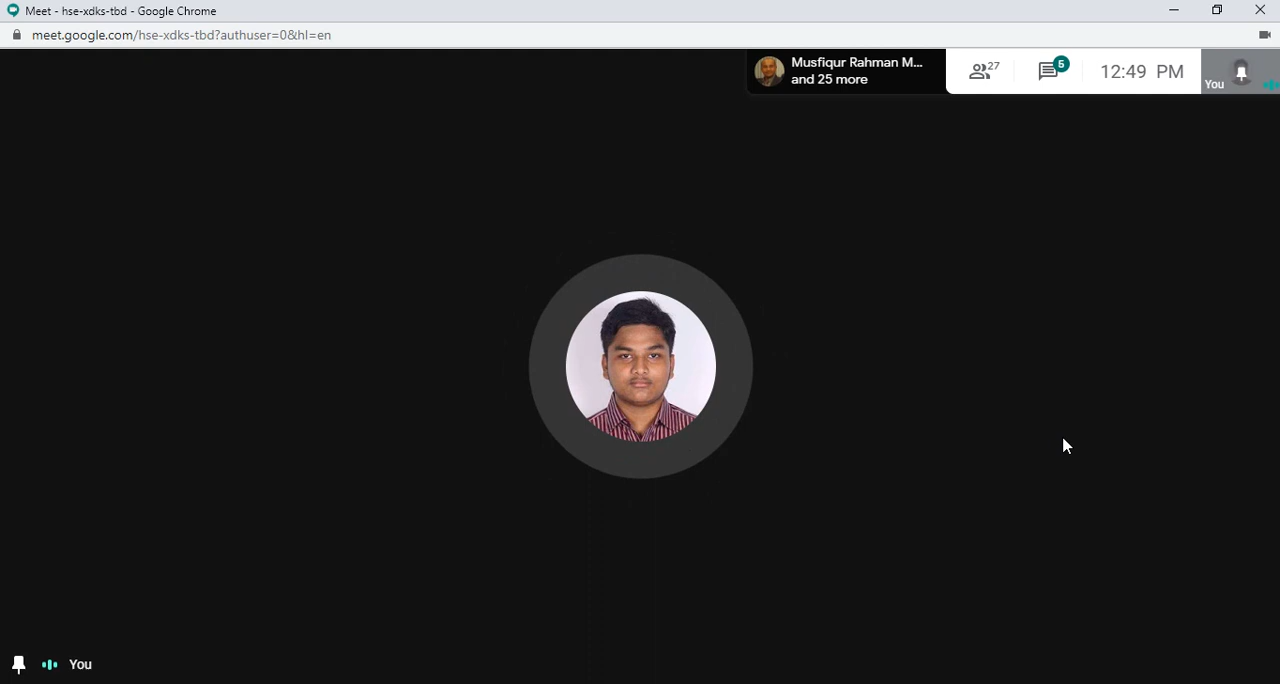 Meet - hse-xdks-tbd - Google Chrome
meet.google.com/hse-xdks-tbd?authuser=0&hl=en
Musfiqur Rahman M...
and 25 more
27
5
12:49 PM
You
You